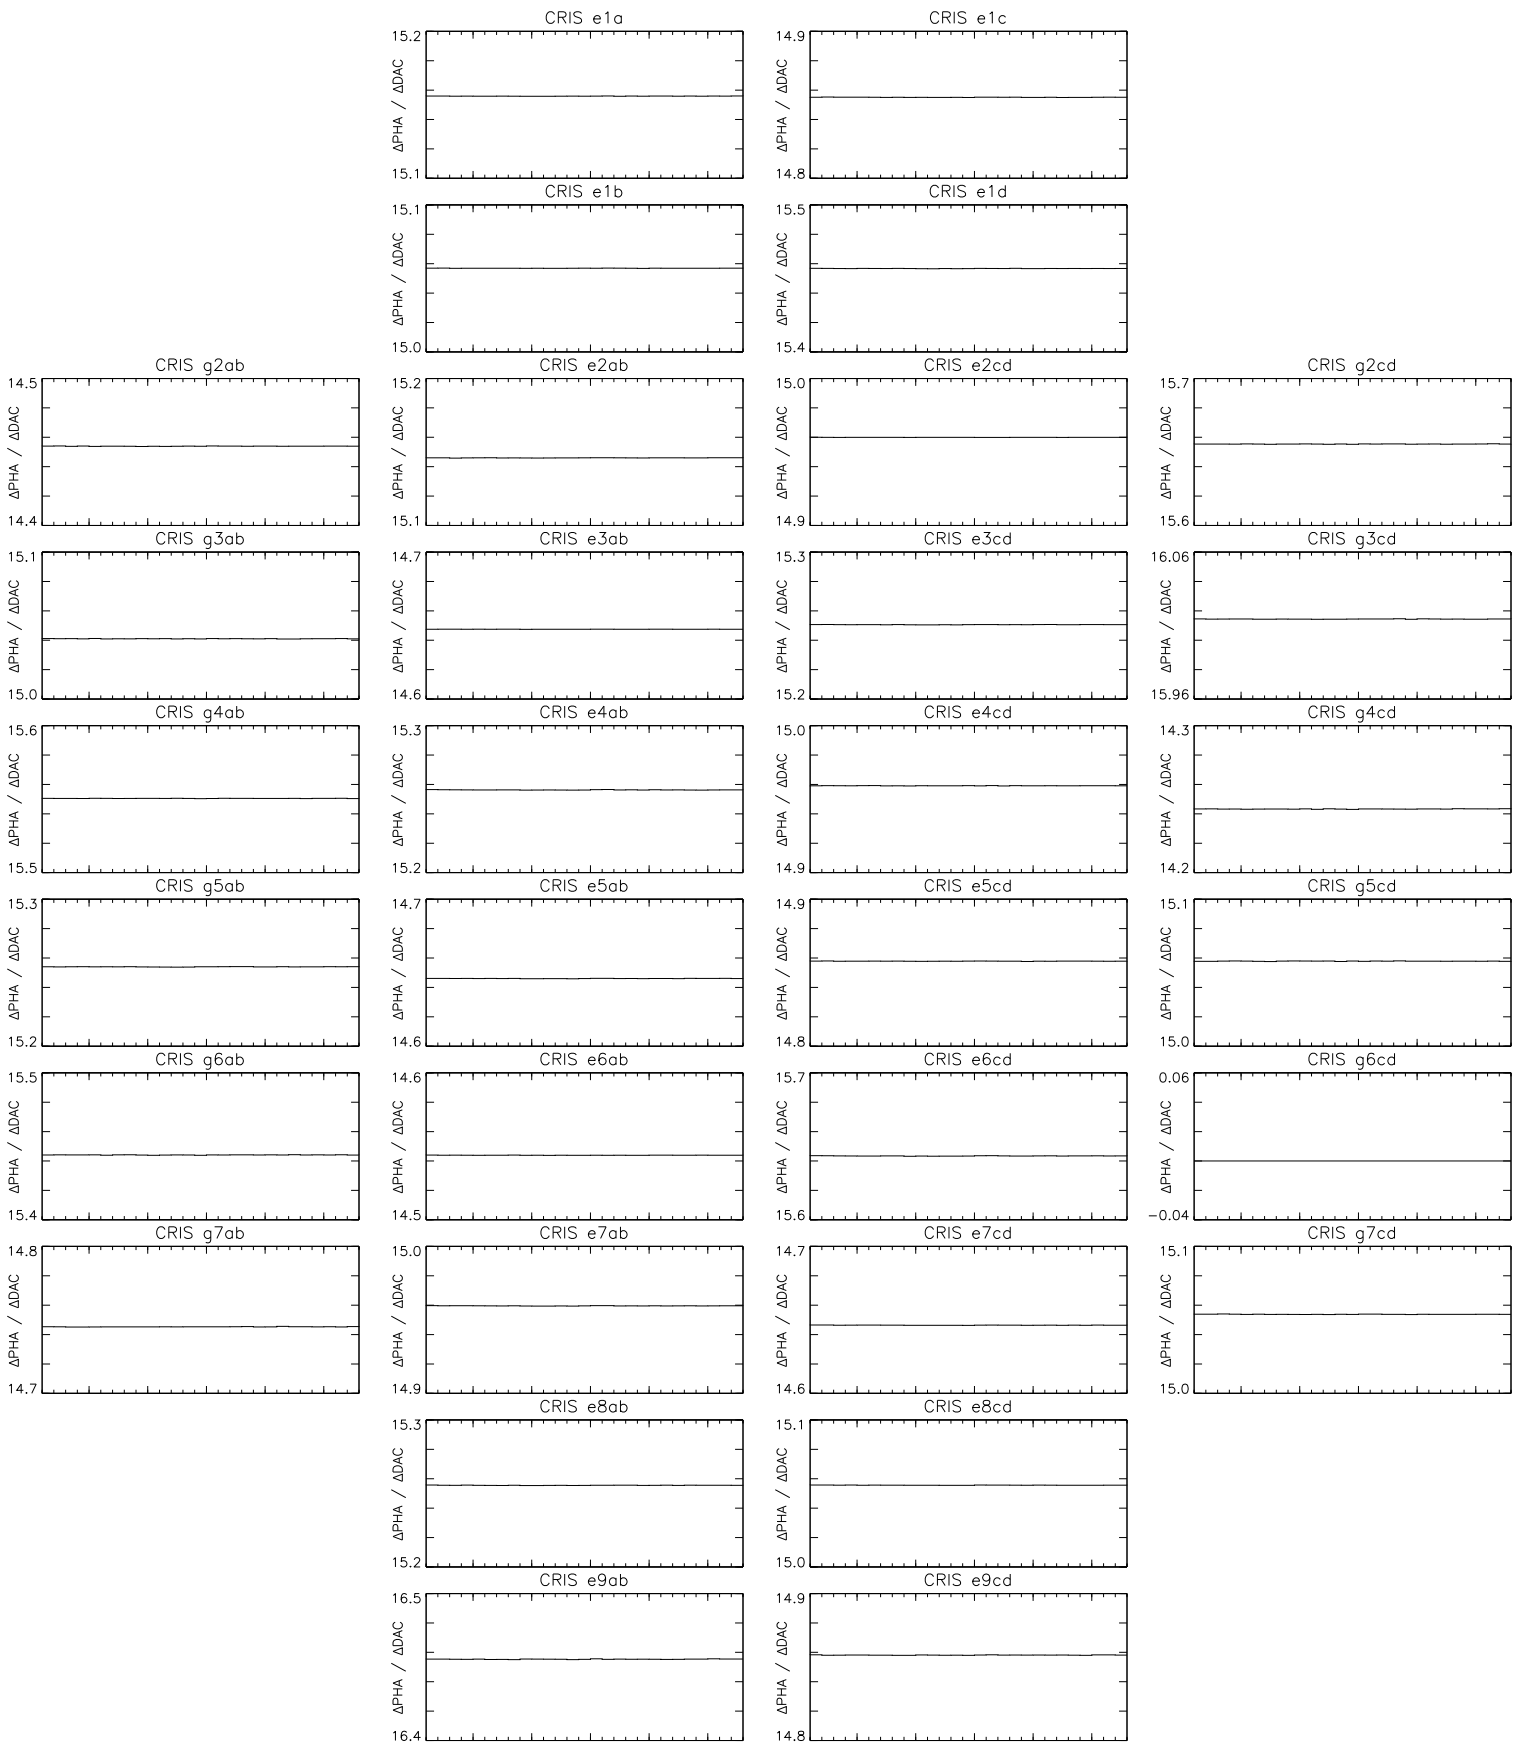 CRIS e1a
CRIS e1c
15.2
ΔPHA / ΔDAC
15.1
14.9
ΔPHA / ΔDAC
14.8
CRIS e1b
CRIS e1d
15.1
ΔPHA / ΔDAC
15.0
15.5
ΔPHA / ΔDAC
15.4
CRIS g2ab
CRIS e2ab
CRIS e2cd
CRIS g2cd
14.5
ΔPHA / ΔDAC
14.4
15.2
ΔPHA / ΔDAC
15.1
15.0
ΔPHA / ΔDAC
14.9
15.7
ΔPHA / ΔDAC
15.6
CRIS g3ab
CRIS e3ab
CRIS e3cd
CRIS g3cd
15.1
ΔPHA / ΔDAC
15.0
14.7
ΔPHA / ΔDAC
14.6
15.3
ΔPHA / ΔDAC
15.2
16.06
ΔPHA / ΔDAC
15.96
CRIS g4ab
CRIS e4ab
CRIS e4cd
CRIS g4cd
15.6
ΔPHA / ΔDAC
15.5
15.3
ΔPHA / ΔDAC
15.2
15.0
ΔPHA / ΔDAC
14.9
14.3
ΔPHA / ΔDAC
14.2
CRIS g5ab
CRIS e5ab
CRIS e5cd
CRIS g5cd
15.3
ΔPHA / ΔDAC
15.2
14.7
ΔPHA / ΔDAC
14.6
14.9
ΔPHA / ΔDAC
14.8
15.1
ΔPHA / ΔDAC
15.0
CRIS g6ab
CRIS e6ab
CRIS e6cd
CRIS g6cd
15.5
ΔPHA / ΔDAC
15.4
14.6
ΔPHA / ΔDAC
14.5
15.7
ΔPHA / ΔDAC
15.6
0.06
ΔPHA / ΔDAC
−0.04
CRIS g7ab
CRIS e7ab
CRIS e7cd
CRIS g7cd
14.8
ΔPHA / ΔDAC
14.7
15.0
ΔPHA / ΔDAC
14.9
14.7
ΔPHA / ΔDAC
14.6
15.1
ΔPHA / ΔDAC
15.0
CRIS e8ab
CRIS e8cd
15.3
ΔPHA / ΔDAC
15.2
15.1
ΔPHA / ΔDAC
15.0
CRIS e9ab
CRIS e9cd
16.5
ΔPHA / ΔDAC
16.4
14.9
ΔPHA / ΔDAC
14.8